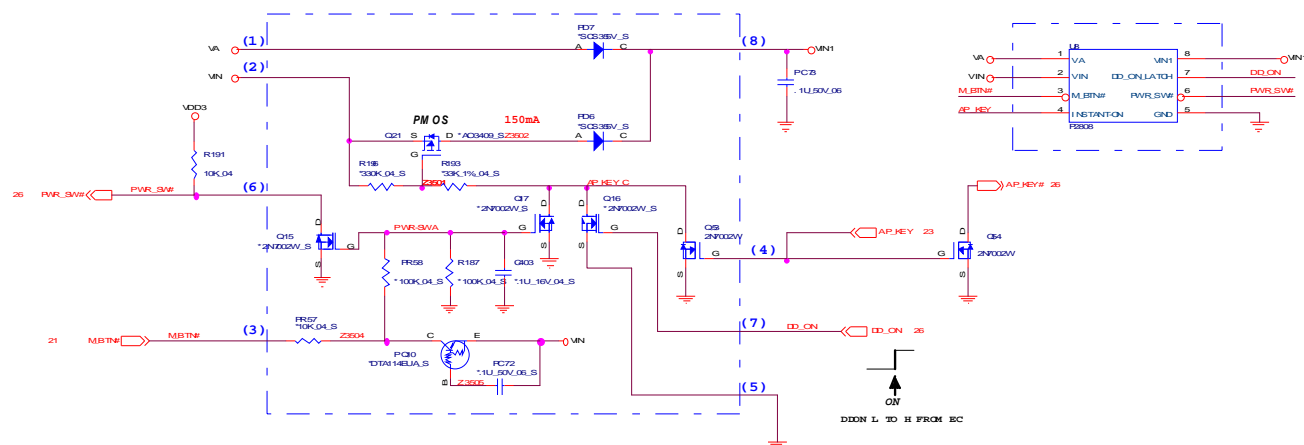 VA
(1)
PD7
*SCS355V_S
A
C
(8)
VIN1
VIN
(2)
PC73
.1U_50V_06
VDD3
PMOS
150mA
PD6
*SCS355V_S
Q21
S
D
*AO3409_S
Z3502
A
C
G
R191
10K_04
R195
*330K_04_S
R193
*33K_1%_04_S
Z3501
AP_KEY_C
26
PWR_SW#
PWR_SW#
(6)
Q17
*2N7002W_S
Q16
*2N7002W_S
D
G
S
D
G
S
Q15
*2N7002W_S
D
G
S
PWR-SWA
Q53
2N7002W
D
G
S
(4)
AP_KEY 23
AP_KEY# 26
Q54
2N7002W
D
G
S
PR58
*100K_04_S
R187
*100K_04_S
C403
*.1U_16V_04_S
21
M_BTN#
M_BTN#
(3)
PR57
*10K_04_S
Z3504
C
E
VIN
PQ10
*DTA114EUA_S
B
Z3505
PC72
*.1U_50V_06_S
(7)
DD_ON
DD_ON 26
(5)
ON
DDON L TO H FROM EC
U8
VA
1
VA
VIN1
8
VIN1
VIN
2
VIN
DD_ON_LATCH
7
DD_ON
M_BTN#
3
M_BTN#
PWR_SW#
6
PWR_SW#
AP_KEY
4
INSTANT-ON
GND
5
P2808